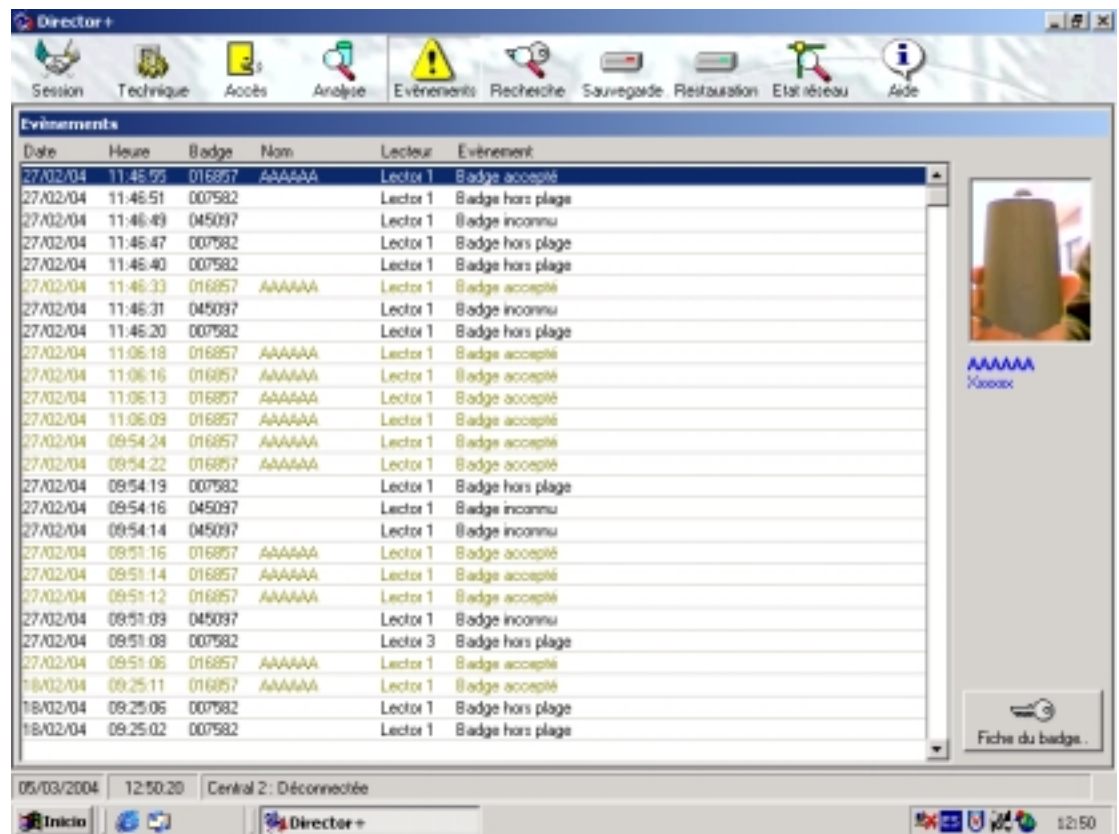 Director+
Session Technique Accès Analyse Evènements Recherche Sauvegarde Restauration Etat réseau Aide
Evènements
Date Heure Badge Nom Lecteur Evènement
27/02/04 11:46:55 016857 AAAAAA Lector 1 Badge accepté
27/02/04 11:46:51 007582 Lector 1 Badge hors plage
27/02/04 11:46:49 045097 Lector 1 Badge inconnu
27/02/04 11:46:47 007582 Lector 1 Badge hors plage
27/02/04 11:46:40 007582 Lector 1 Badge hors plage
27/02/04 11:46:33 016857 AAAAAA Lector 1 Badge accepté
27/02/04 11:46:31 045097 Lector 1 Badge inconnu
27/02/04 11:46:20 007582 Lector 1 Badge hors plage
27/02/04 11:06:18 016857 AAAAAA Lector 1 Badge accepté
27/02/04 11:06:16 016857 AAAAAA Lector 1 Badge accepté
27/02/04 11:06:13 016857 AAAAAA Lector 1 Badge accepté
27/02/04 11:06:09 016857 AAAAAA Lector 1 Badge accepté
27/02/04 09:54:24 016857 AAAAAA Lector 1 Badge accepté
27/02/04 09:54:22 016857 AAAAAA Lector 1 Badge accepté
27/02/04 09:54:19 007582 Lector 1 Badge hors plage
27/02/04 09:54:16 045097 Lector 1 Badge inconnu
27/02/04 09:54:14 045097 Lector 1 Badge inconnu
27/02/04 09:51:16 016857 AAAAAA Lector 1 Badge accepté
27/02/04 09:51:14 016857 AAAAAA Lector 1 Badge accepté
27/02/04 09:51:12 016857 AAAAAA Lector 1 Badge accepté
27/02/04 09:51:09 045097 Lector 1 Badge inconnu
27/02/04 09:51:08 007582 Lector 3 Badge hors plage
27/02/04 09:51:06 016857 AAAAAA Lector 1 Badge accepté
18/02/04 09:25:11 016857 AAAAAA Lector 1 Badge accepté
18/02/04 09:25:06 007582 Lector 1 Badge hors plage
18/02/04 09:25:02 007582 Lector 1 Badge hors plage
AAAAAA
Xxxxxx
Fiche du badge..
05/03/2004 12:50:20 Central 2 : Déconnectée
Inicio Director+ ES 12:50